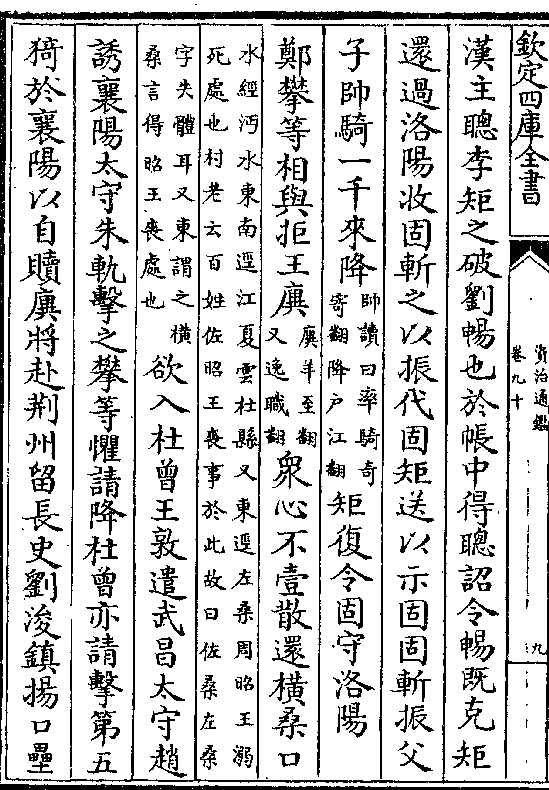 欽定四庫全書
資治通鑑
卷九十
九
漢主聰李矩之破劉暢也於帳中得聰詔令暢既克矩
還過洛陽收固斬之以振代固矩送以示固固斬振父
子帥騎一千來降帥讀曰率騎奇寄翻降户江翻矩復令固守洛陽
鄭攀等相與拒王廙廙羊至翻又逸職翻衆心不壹散還橫桑口
水經沔水東南逕江夏雲杜縣又東逕左桑周昭王溺
死處也村老云百姓佐昭王喪事於此故曰佐桑左桑
字失體耳又東謂之橫桑言得昭王喪處也欲入杜曾王敦遣武昌太守趙
誘襄陽太守朱軌擊之攀等懼請降杜曾亦請擊第五
猗於襄陽以自贖廙將赴荆州留長史劉浚鎮揚口壘